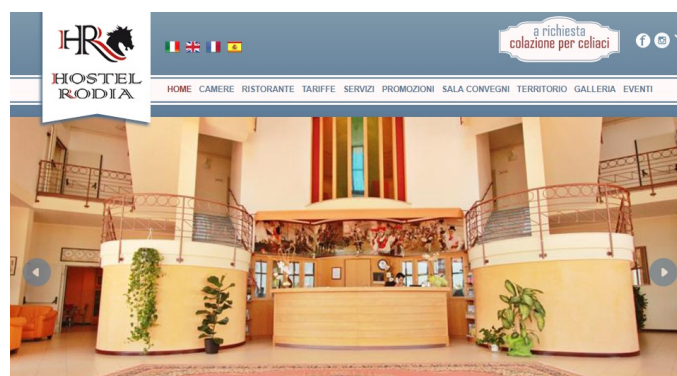 HR
HOSTEL
RODIA
a richiesta
colazione per celiaci
HOME CAMERE RISTORANTE TARIFFE SERVIZI PROMOZIONI SALA CONVEGNI TERRITORIO GALLERIA EVENTI